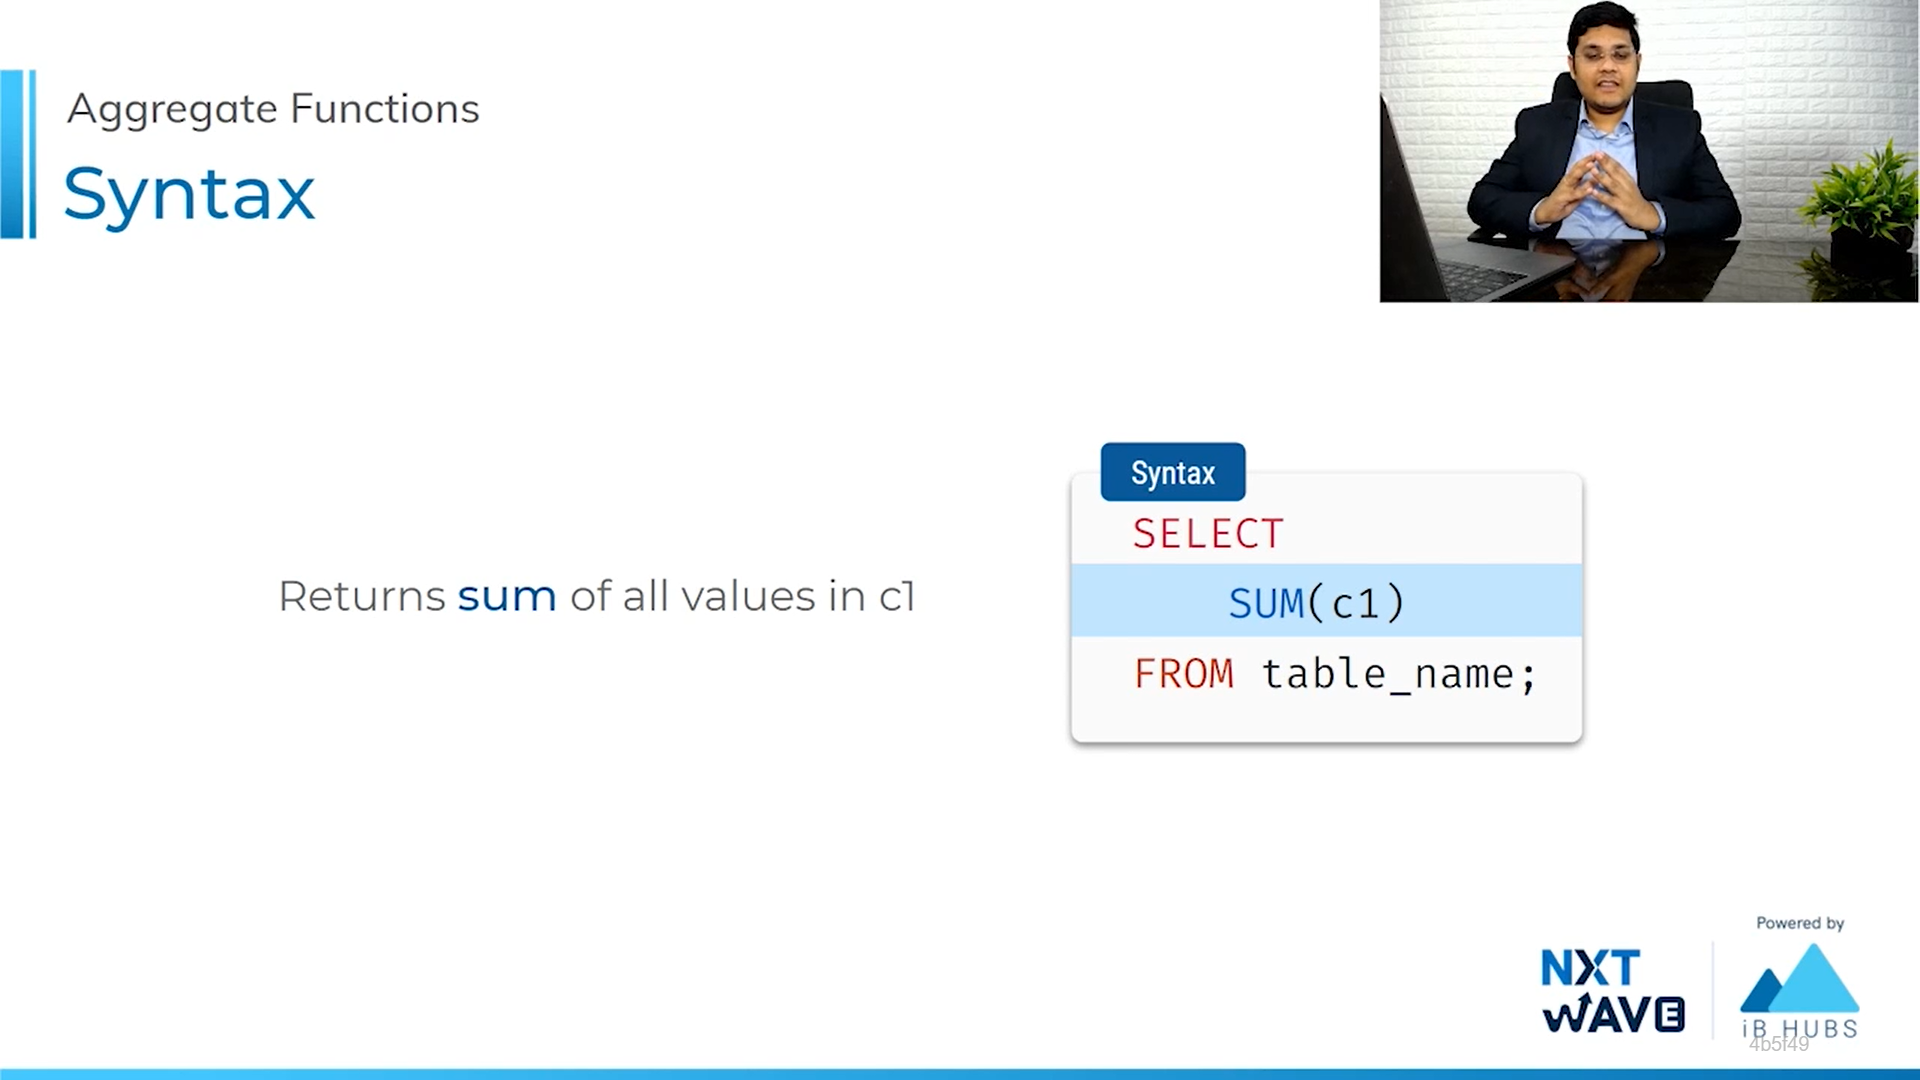 Aggregate Functions
Syntax
Syntax
SELECT
SUM(c1)
FROM table_name;
Returns sum of all values in c1
Powered by
NXT
WAVE
iB HUBS
4b5f49